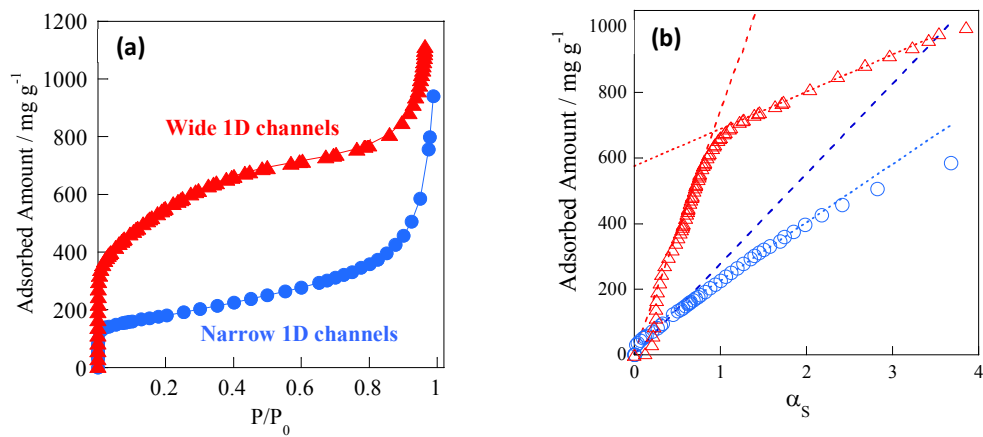 (a)
Adsorbed Amount / mg g⁻¹
1200
1000
800
600
400
200
0
Wide 1D channels
Narrow 1D channels
0.2
0.4
0.6
0.8
1
P/P₀
(b)
Adsorbed Amount / mg g⁻¹
1000
800
600
400
200
0
0
1
2
3
4
αS